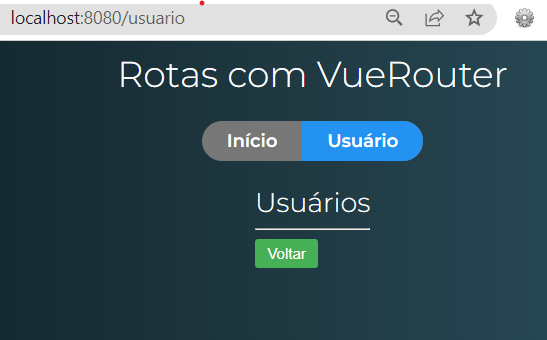 localhost:8080/usuario
Rotas com VueRouter
Início Usuário
Usuários
Voltar